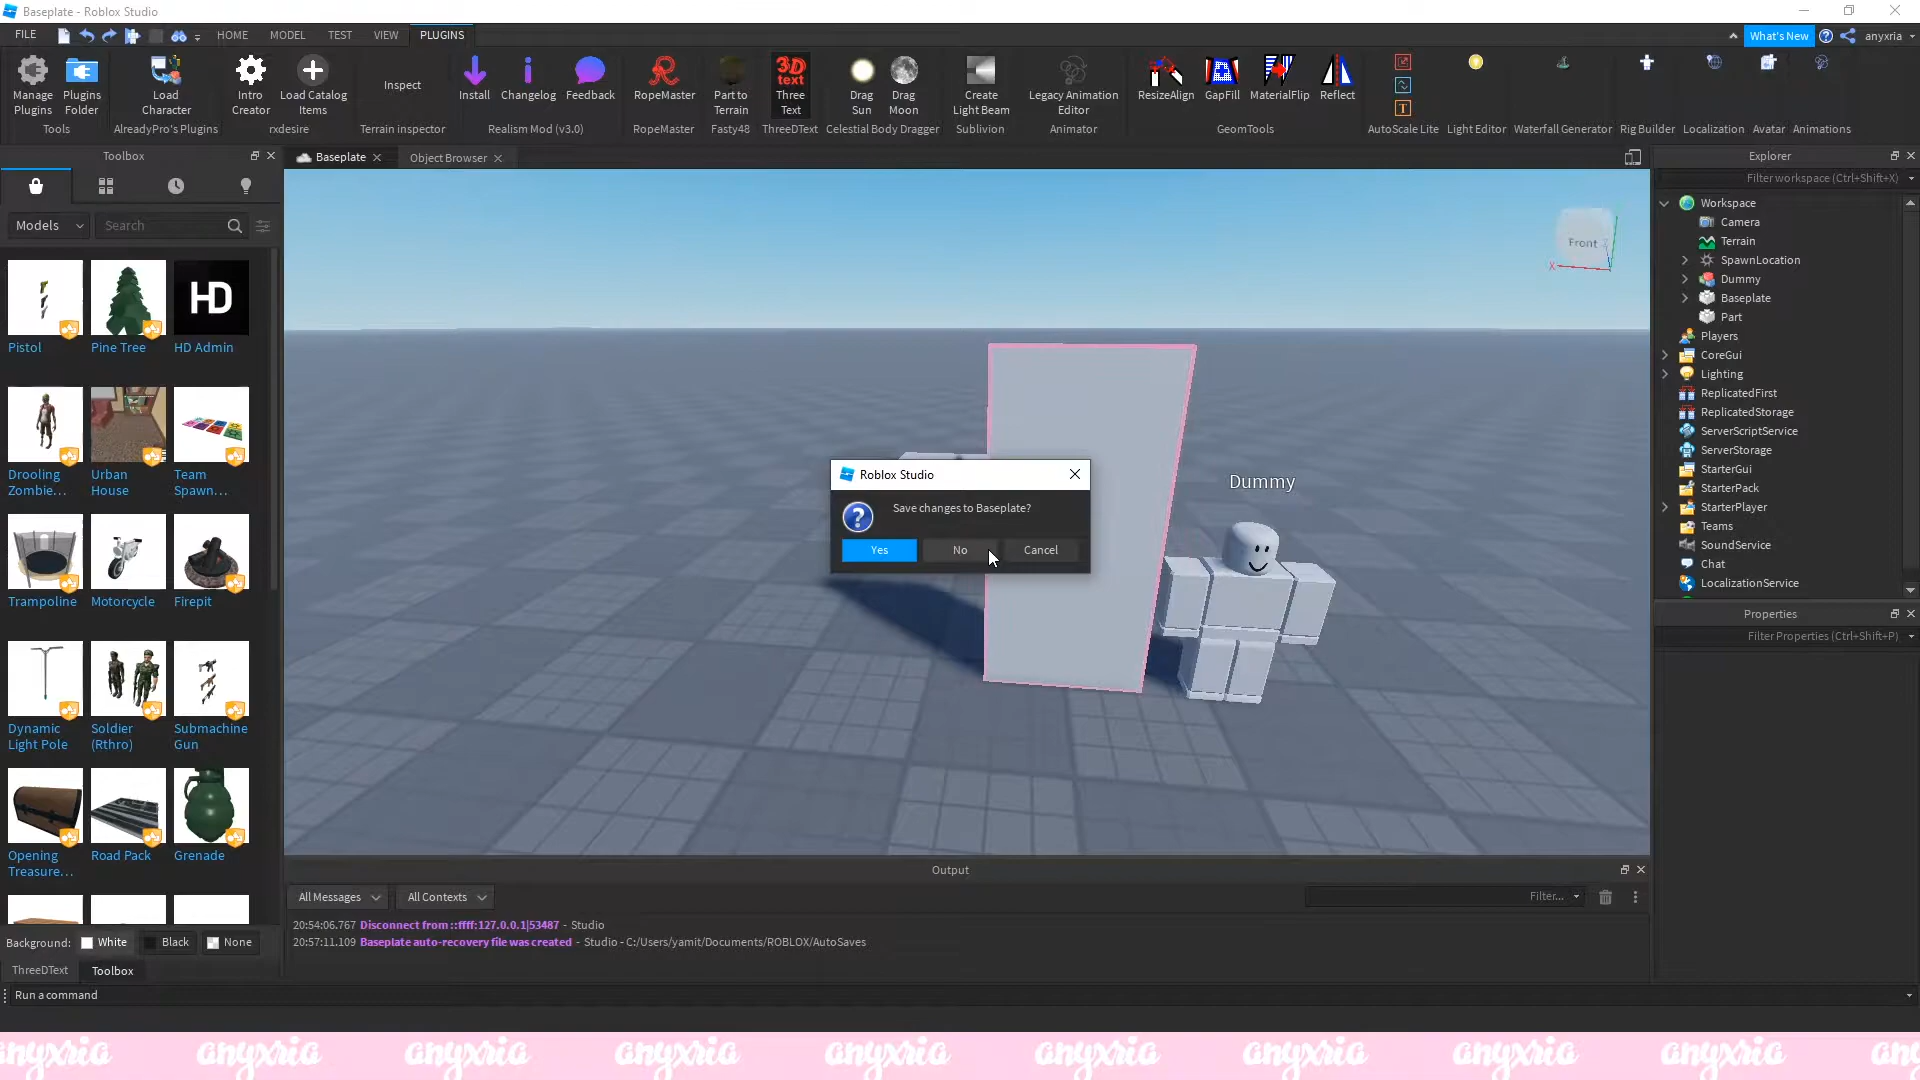 Baseplate - Roblox Studio
FILE
HOME
MODEL
TEST
VIEW
PLUGINS
What's New
anyxria
Manage Plugins
Plugins Folder
Tools
Load Character
AlreadyPro's Plugins
Intro Creator
Load Catalog Items
rxdesire
Inspect
Terrain inspector
Install
Changelog
Feedback
Realism Mod (v3.0)
RopeMaster
RopeMaster
Part to Terrain
Fasty48
3D text
Three Text
ThreeDText
Drag Sun
Drag Moon
Celestial Body Dragger
Create Light Beam
Sublivion
Legacy Animation Editor
Animator
ResizeAlign
GapFill
MaterialFlip
Reflect
GeomTools
T
AutoScale Lite
Light Editor
Waterfall Generator
Rig Builder
Localization
Avatar
Animations
Toolbox
Models
Search
Pistol
Pine Tree
HD
HD Admin
Drooling Zombie...
Urban House
Team Spawn...
Trampoline
Motorcycle
Firepit
Dynamic Light Pole
Soldier (Rthro)
Submachine Gun
Opening Treasure...
Road Pack
Grenade
Background:
White
Black
None
ThreeDText
Toolbox
Run a command
Baseplate
Object Browser
Front
X
Z
Dummy
Roblox Studio
Save changes to Baseplate?
Yes
No
Cancel
Output
All Messages
All Contexts
Filter...
20:54:06.767 Disconnect from ::ffff:127.0.0.1|53487 - Studio
20:57:11.109 Baseplate auto-recovery file was created - Studio - C:/Users/yamit/Documents/ROBLOX/AutoSaves
Explorer
Filter workspace (Ctrl+Shift+X)
Workspace
Camera
Terrain
SpawnLocation
Dummy
Baseplate
Part
Players
CoreGui
Lighting
ReplicatedFirst
ReplicatedStorage
ServerScriptService
ServerStorage
StarterGui
StarterPack
StarterPlayer
Teams
SoundService
Chat
LocalizationService
Properties
Filter Properties (Ctrl+Shift+P)
anyxria anyxria anyxria anyxria anyxria anyxria anyxria anyxria anyxria an